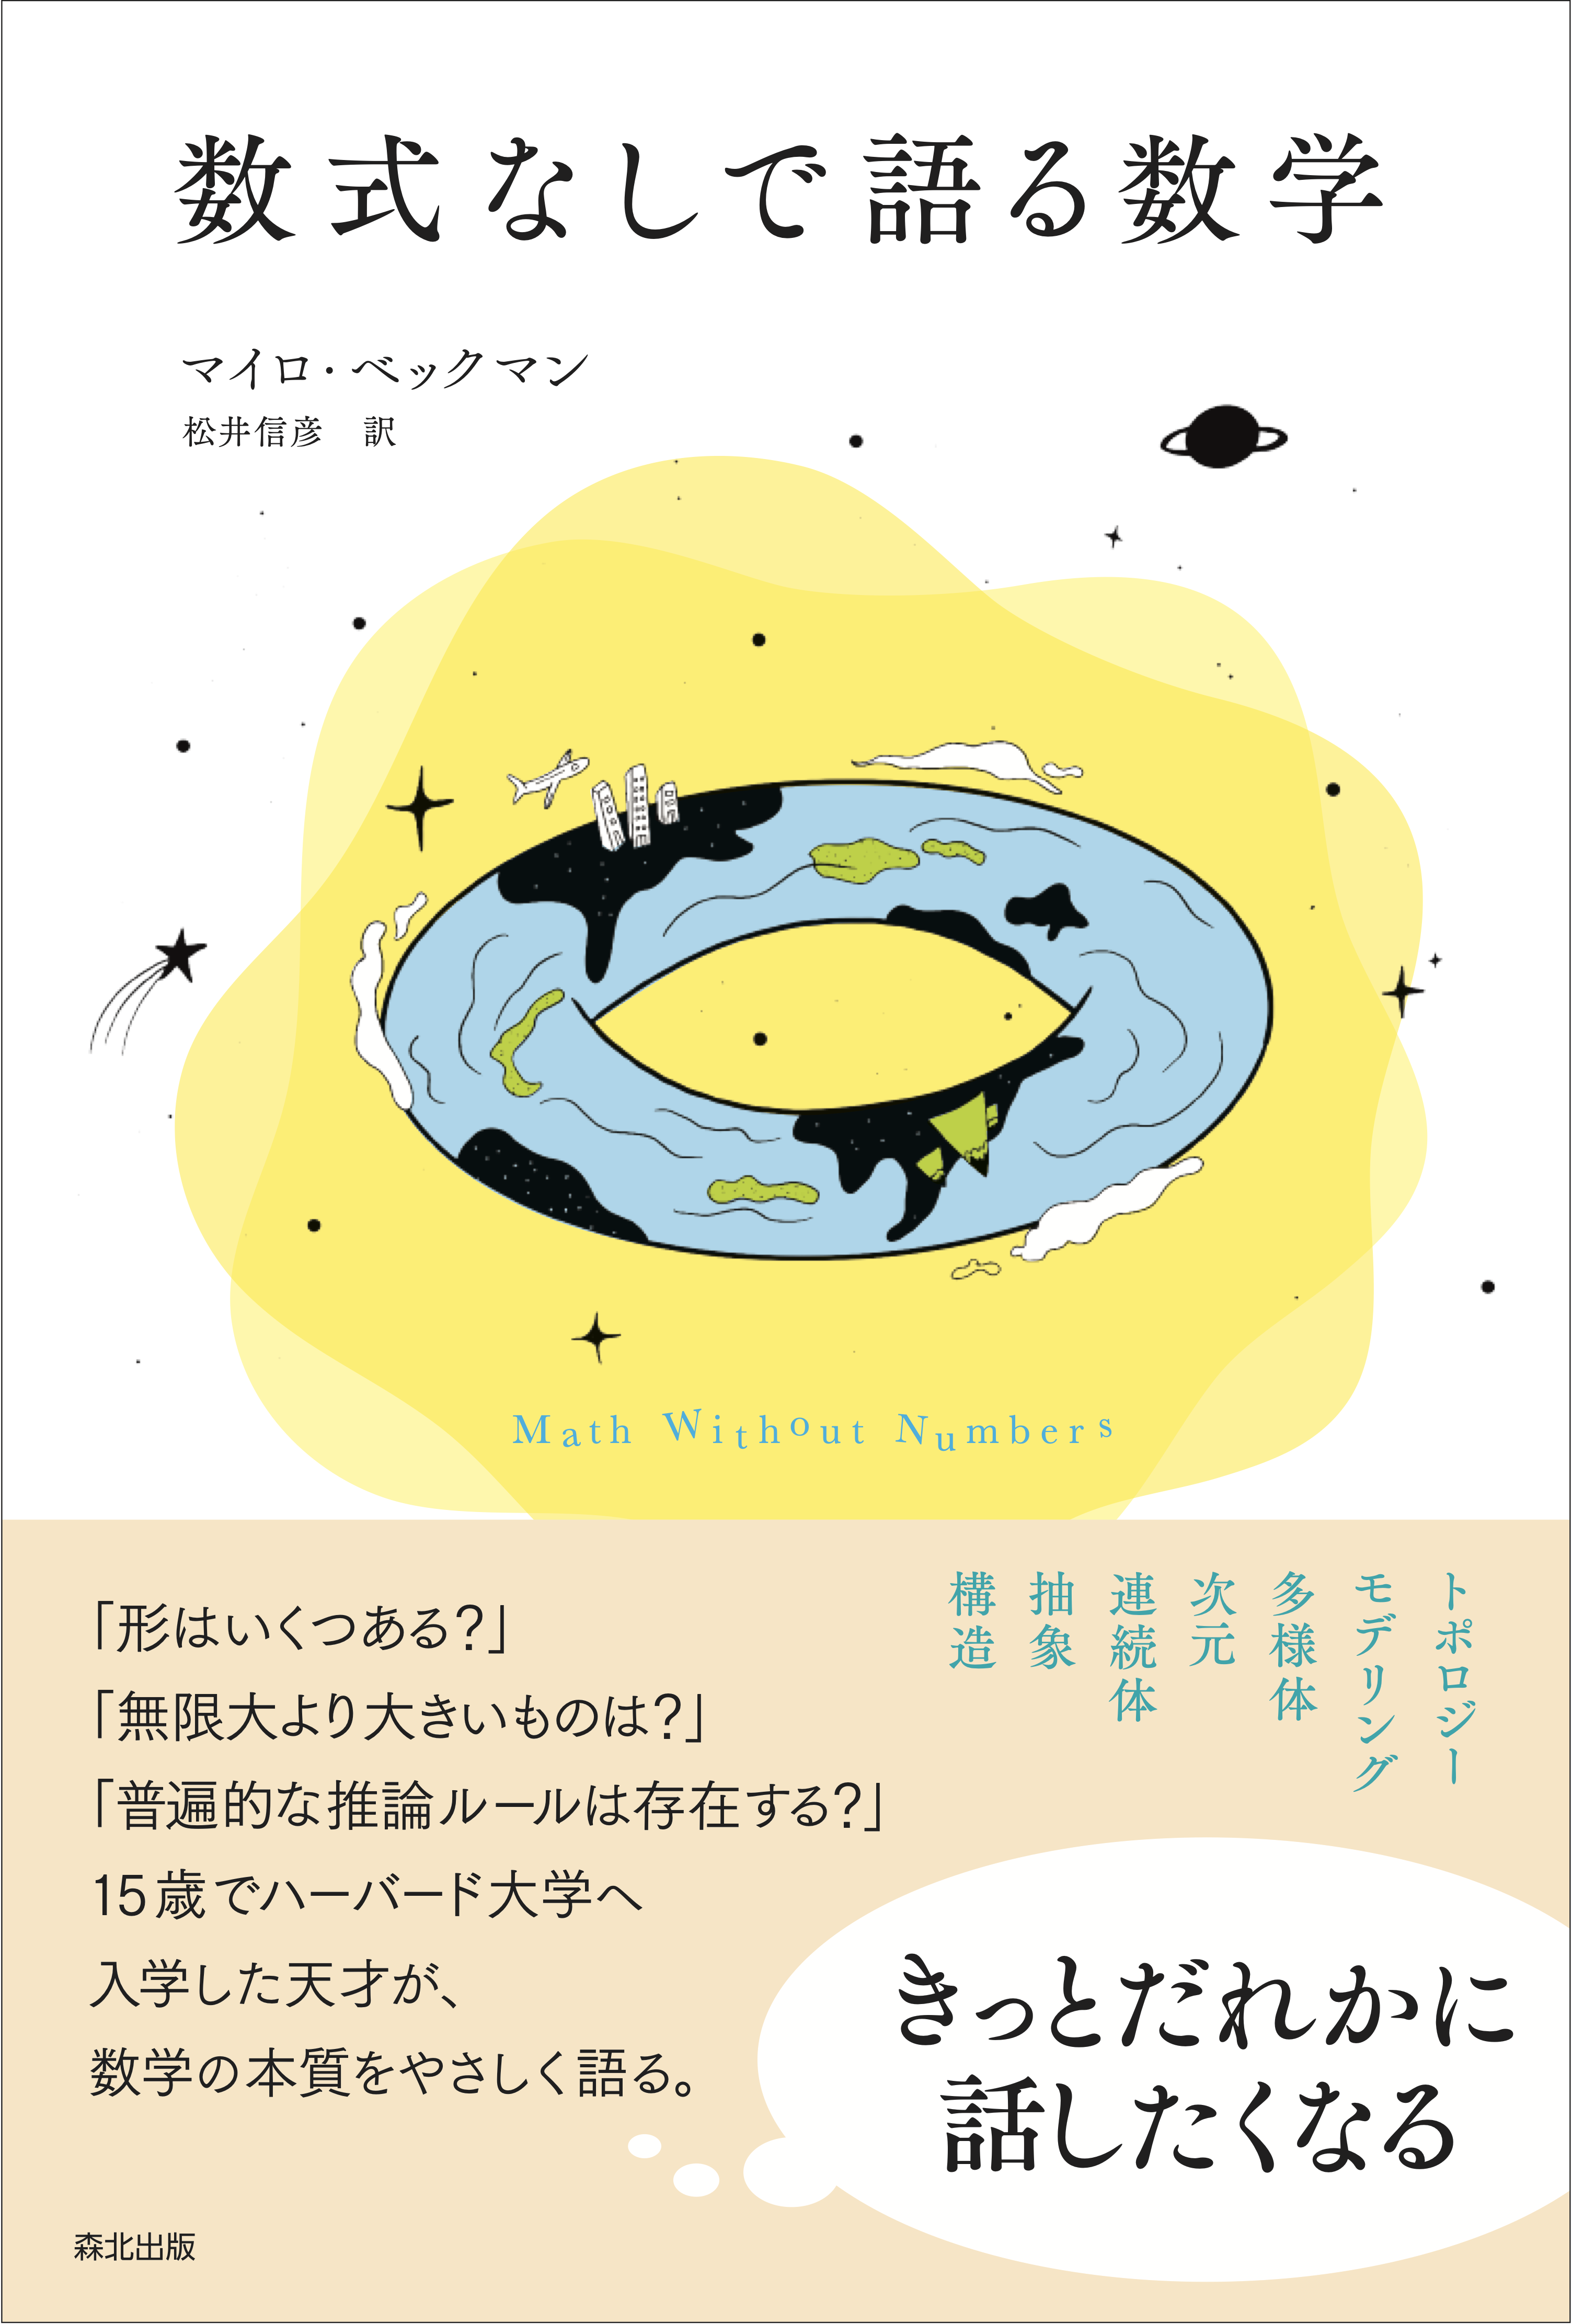 数式なしで語る数学
マイロ・ベックマン
松井信彦 訳
Math Without Numbers
トポロジー
モデリング
多様体
次元
連続体
抽象
構造
「形はいくつある?」
「無限大より大きいものは?」
「普遍的な推論ルールは存在する?」
15歳でハーバード大学へ
入学した天才が、
数学の本質をやさしく語る。
きっとだれかに
話したくなる
森北出版